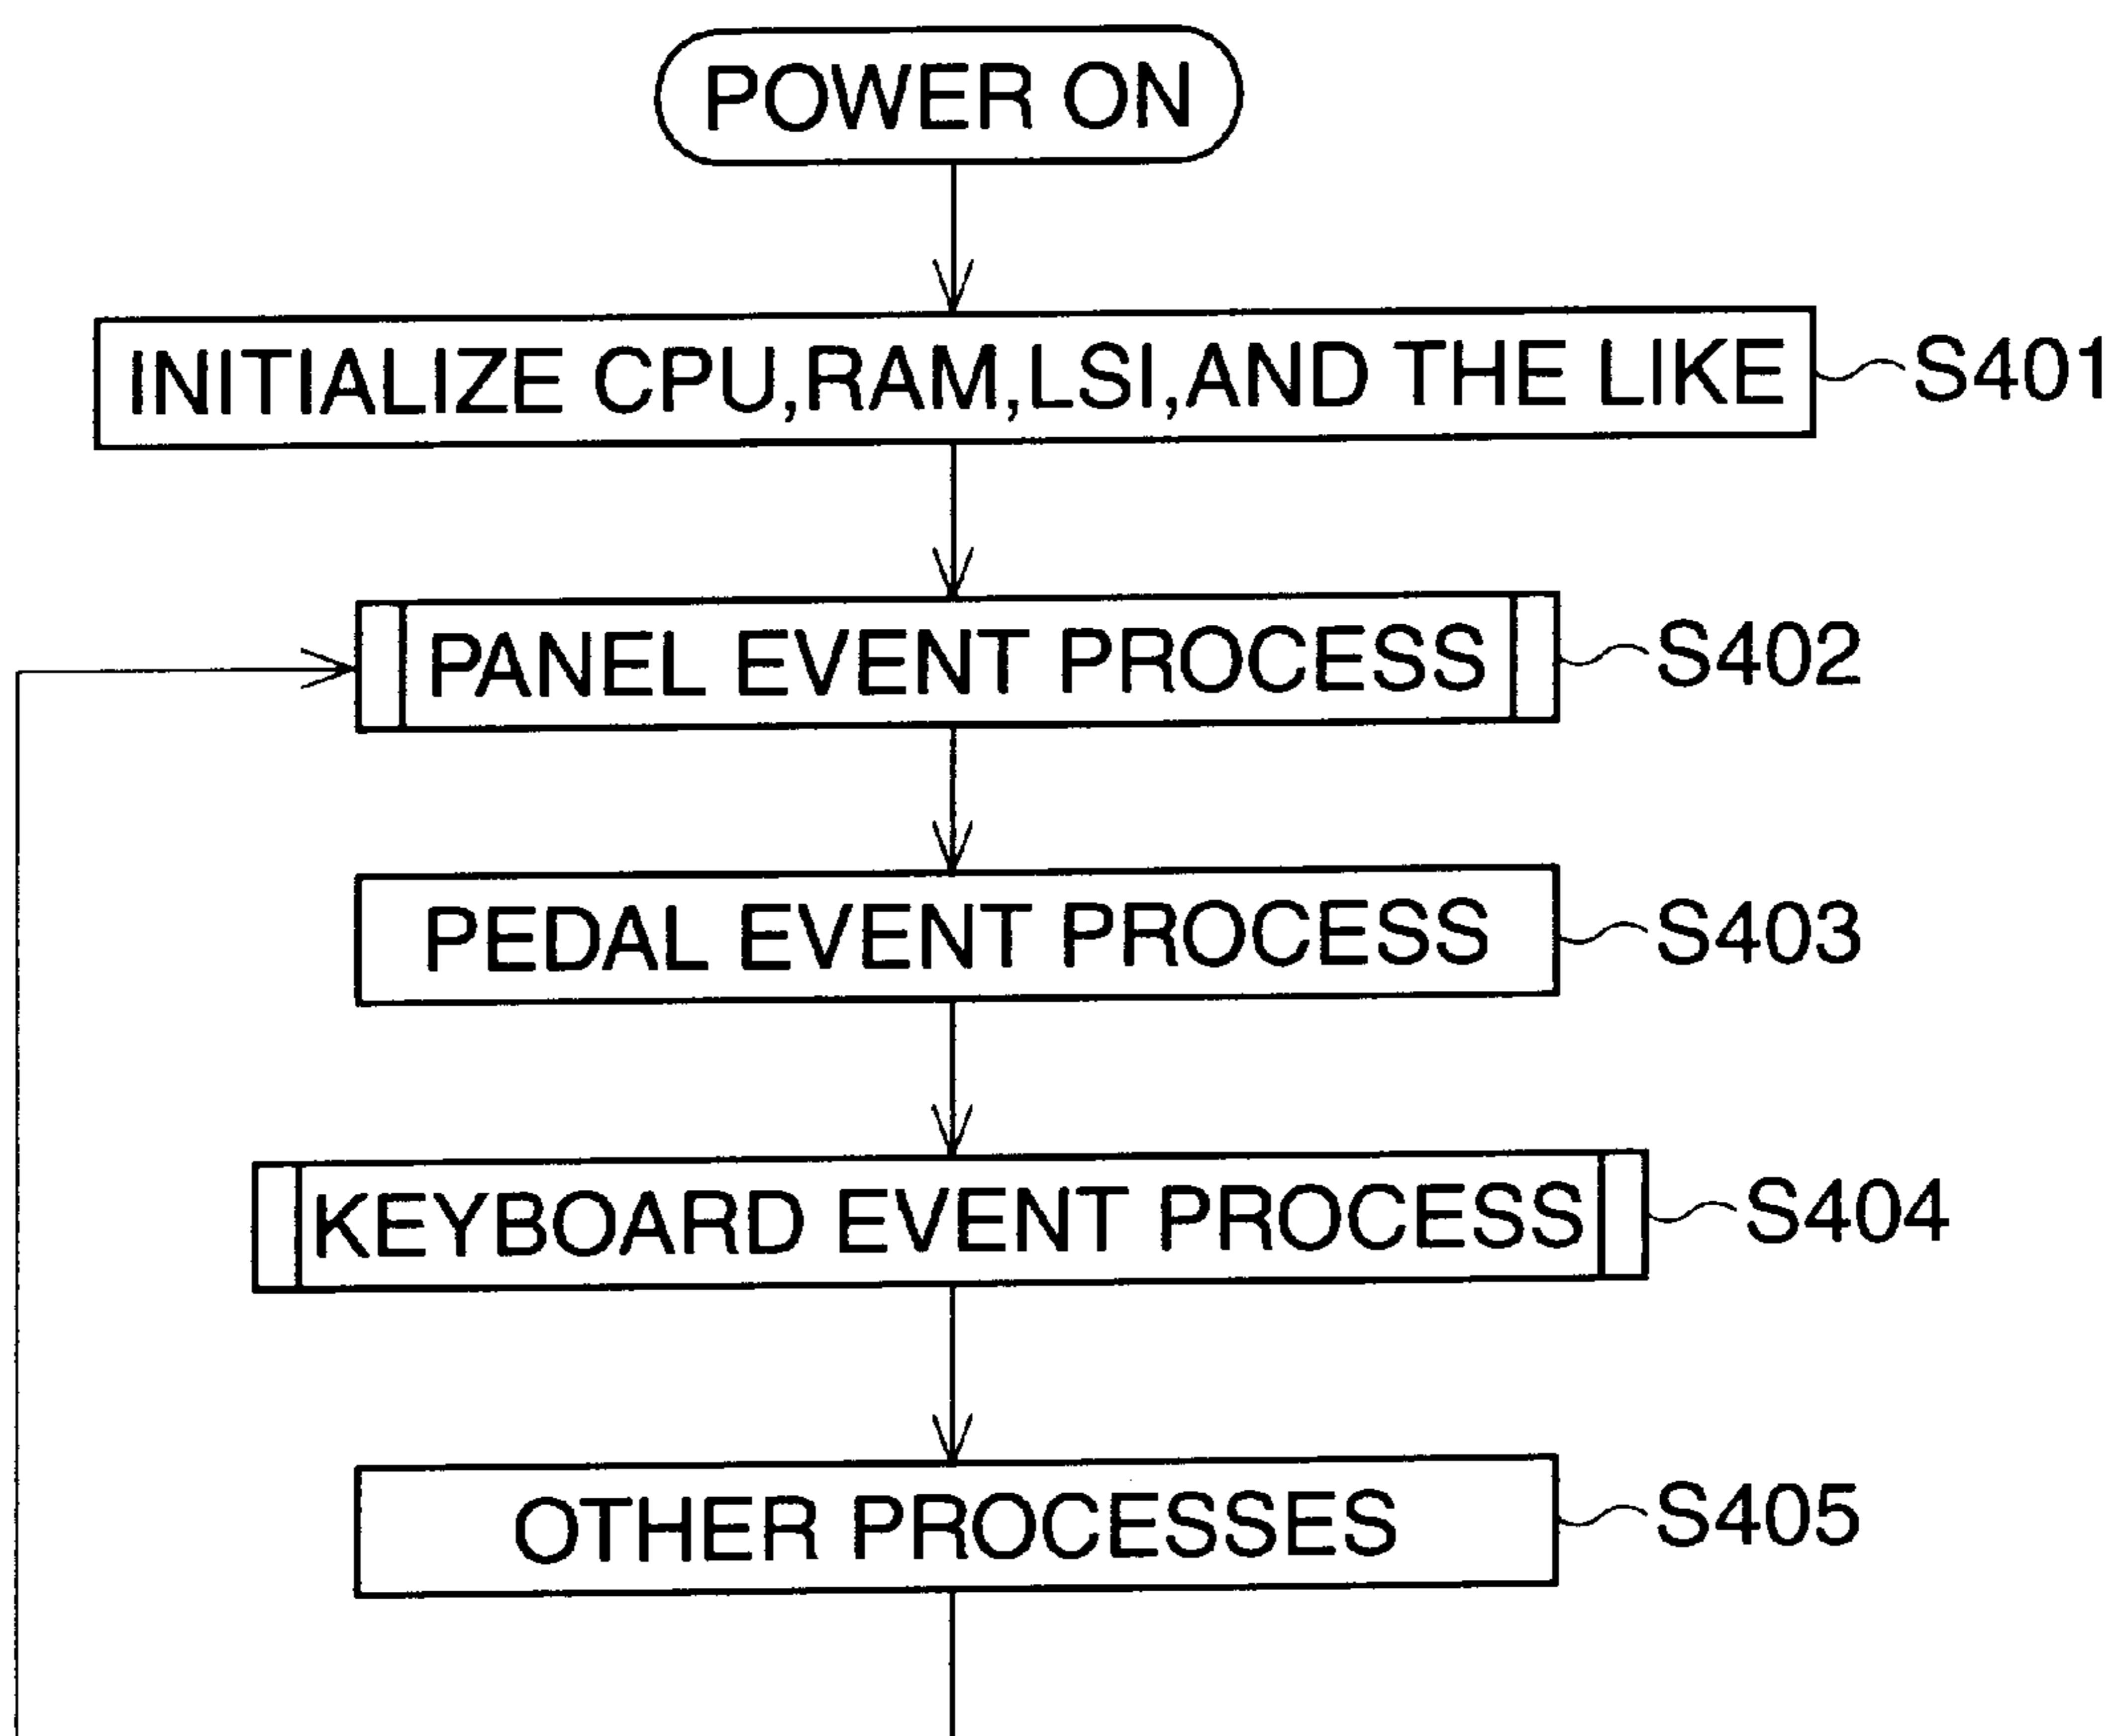 POWER ON
INITIALIZE CPU,RAM,LSI,AND THE LIKE S401
PANEL EVENT PROCESS S402
PEDAL EVENT PROCESS S403
KEYBOARD EVENT PROCESS S404
OTHER PROCESSES S405